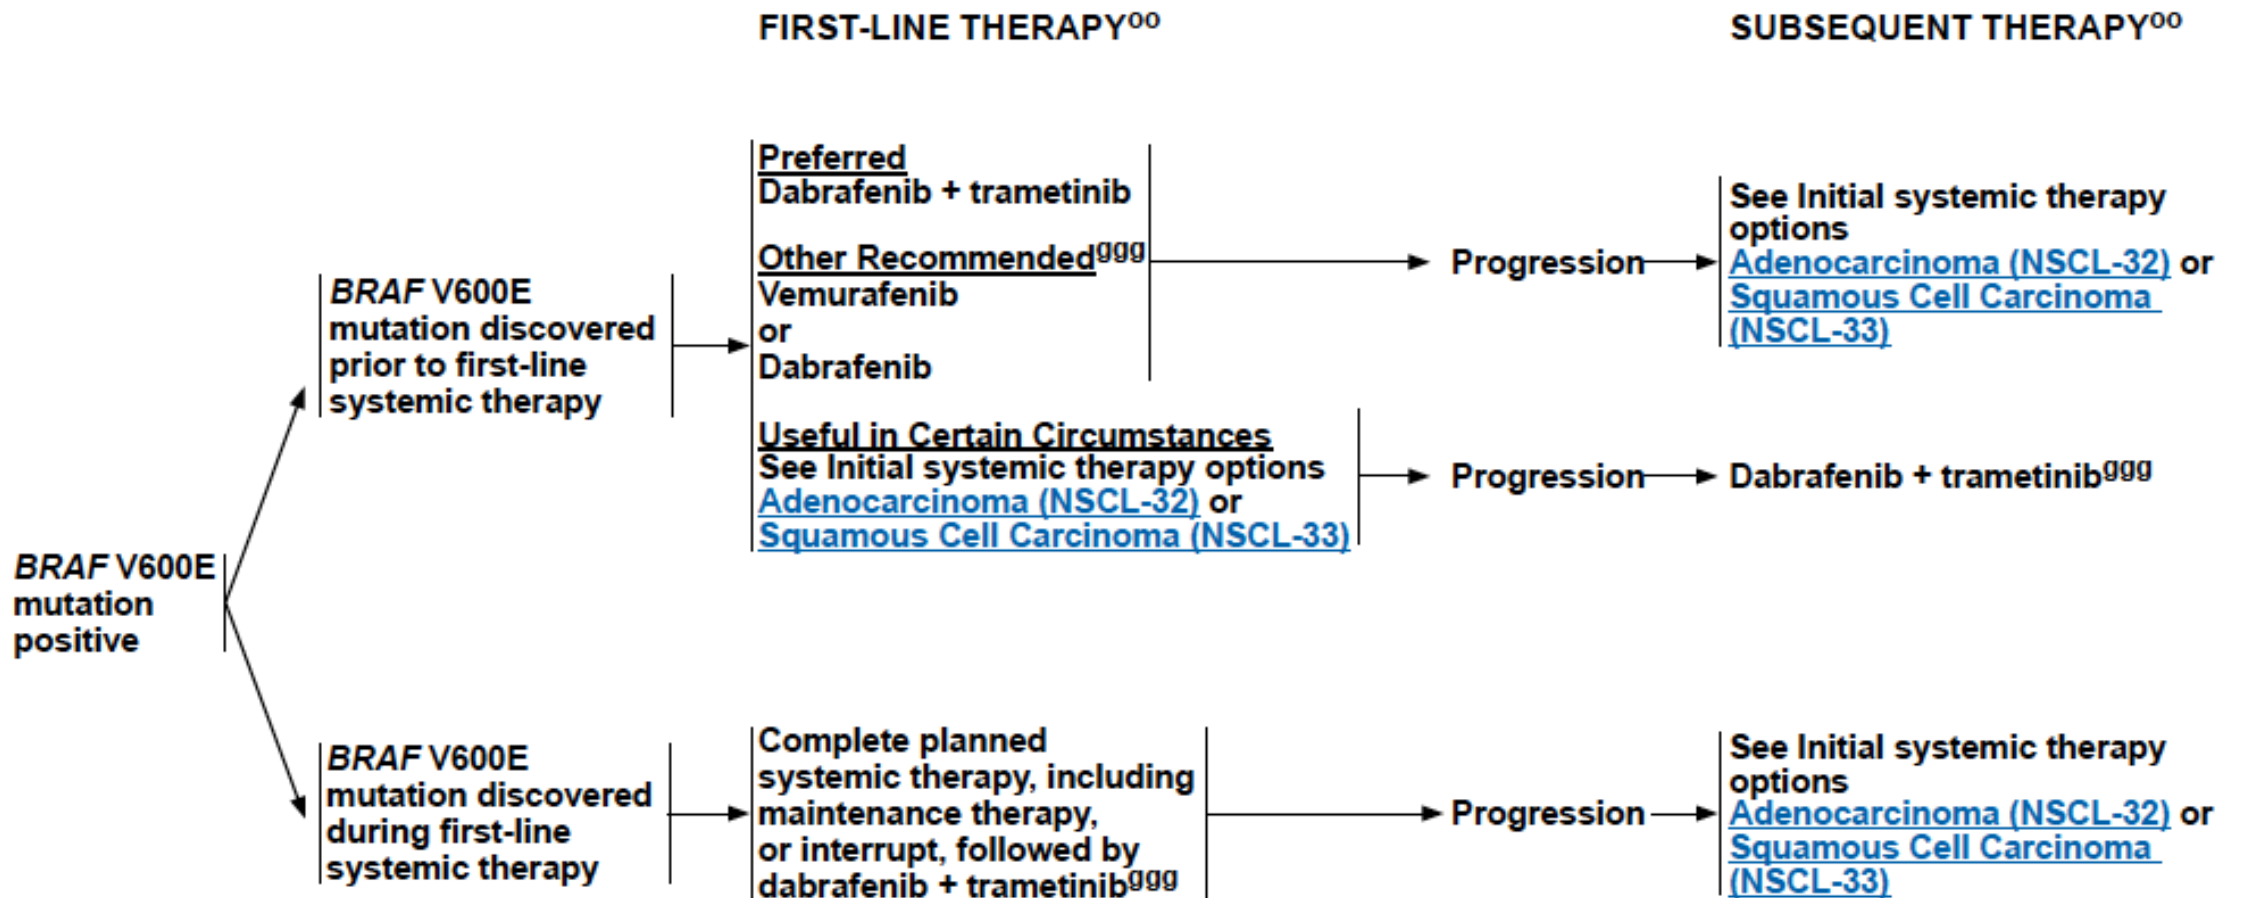 FIRST-LINE THERAPYoo
SUBSEQUENT THERAPYoo
BRAF V600E
mutation
positive
BRAF V600E
mutation discovered
prior to first-line
systemic therapy
Preferred
Dabrafenib + trametinib
Other Recommendedggg
Vemurafenib
or
Dabrafenib
Progression
See Initial systemic therapy
options
Adenocarcinoma (NSCL-32) or
Squamous Cell Carcinoma
(NSCL-33)
Useful in Certain Circumstances
See Initial systemic therapy options
Adenocarcinoma (NSCL-32) or
Squamous Cell Carcinoma (NSCL-33)
Progression
Dabrafenib + trametinibggg
BRAF V600E
mutation discovered
during first-line
systemic therapy
Complete planned
systemic therapy, including
maintenance therapy,
or interrupt, followed by
dabrafenib + trametinibggg
Progression
See Initial systemic therapy
options
Adenocarcinoma (NSCL-32) or
Squamous Cell Carcinoma
(NSCL-33)